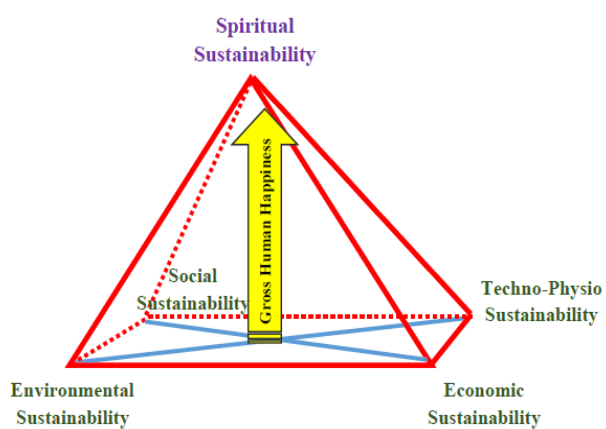 Spiritual
Sustainability
Gross Human Happiness
Social
Sustainability
Techno-Physio
Sustainability
Environmental
Sustainability
Economic
Sustainability